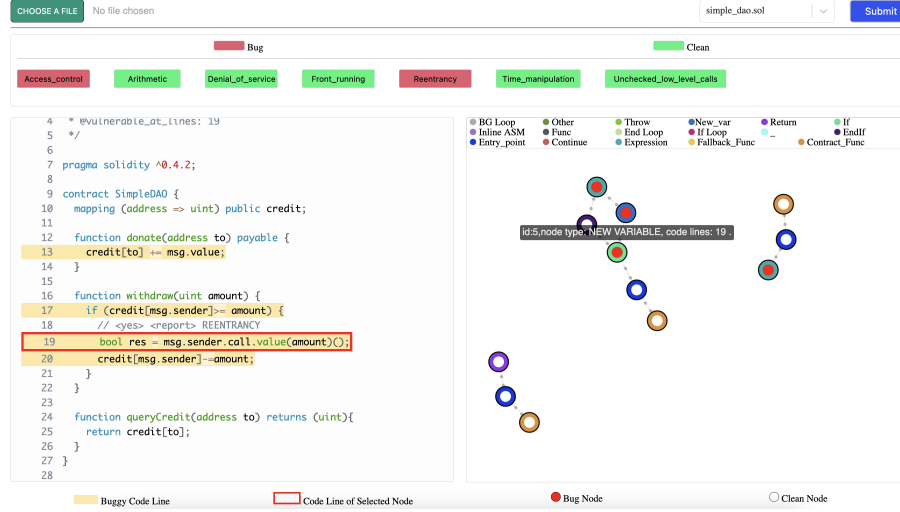 CHOOSE A FILE No file chosen simple_dao.sol Submit
Bug Clean
Access_control Arithmetic Denial_of_service Front_running Reentrancy Time_manipulation Unchecked_low_level_calls
4 * @vulnerable_at_lines: 19
5 */
6
7 pragma solidity ^0.4.2;
8
9 contract SimpleDAO {
10 mapping (address => uint) public credit;
11
12 function donate(address to) payable {
13 credit[to] += msg.value;
14 }
15
16 function withdraw(uint amount) {
17 if (credit[msg.sender]>= amount) {
18 // <yes> <report> REENTRANCY
19 bool res = msg.sender.call.value(amount)();
20 credit[msg.sender]-=amount;
21 }
22 }
23
24 function queryCredit(address to) returns (uint){
25 return credit[to];
26 }
27 }
28
BG Loop Other Throw New_var Return If
Inline ASM Func End Loop If Loop _ EndIf
Entry_point Continue Expression Fallback_Func Contract_Func
id:5,node type: NEW VARIABLE, code lines: 19 .
Buggy Code Line Code Line of Selected Node Bug Node Clean Node